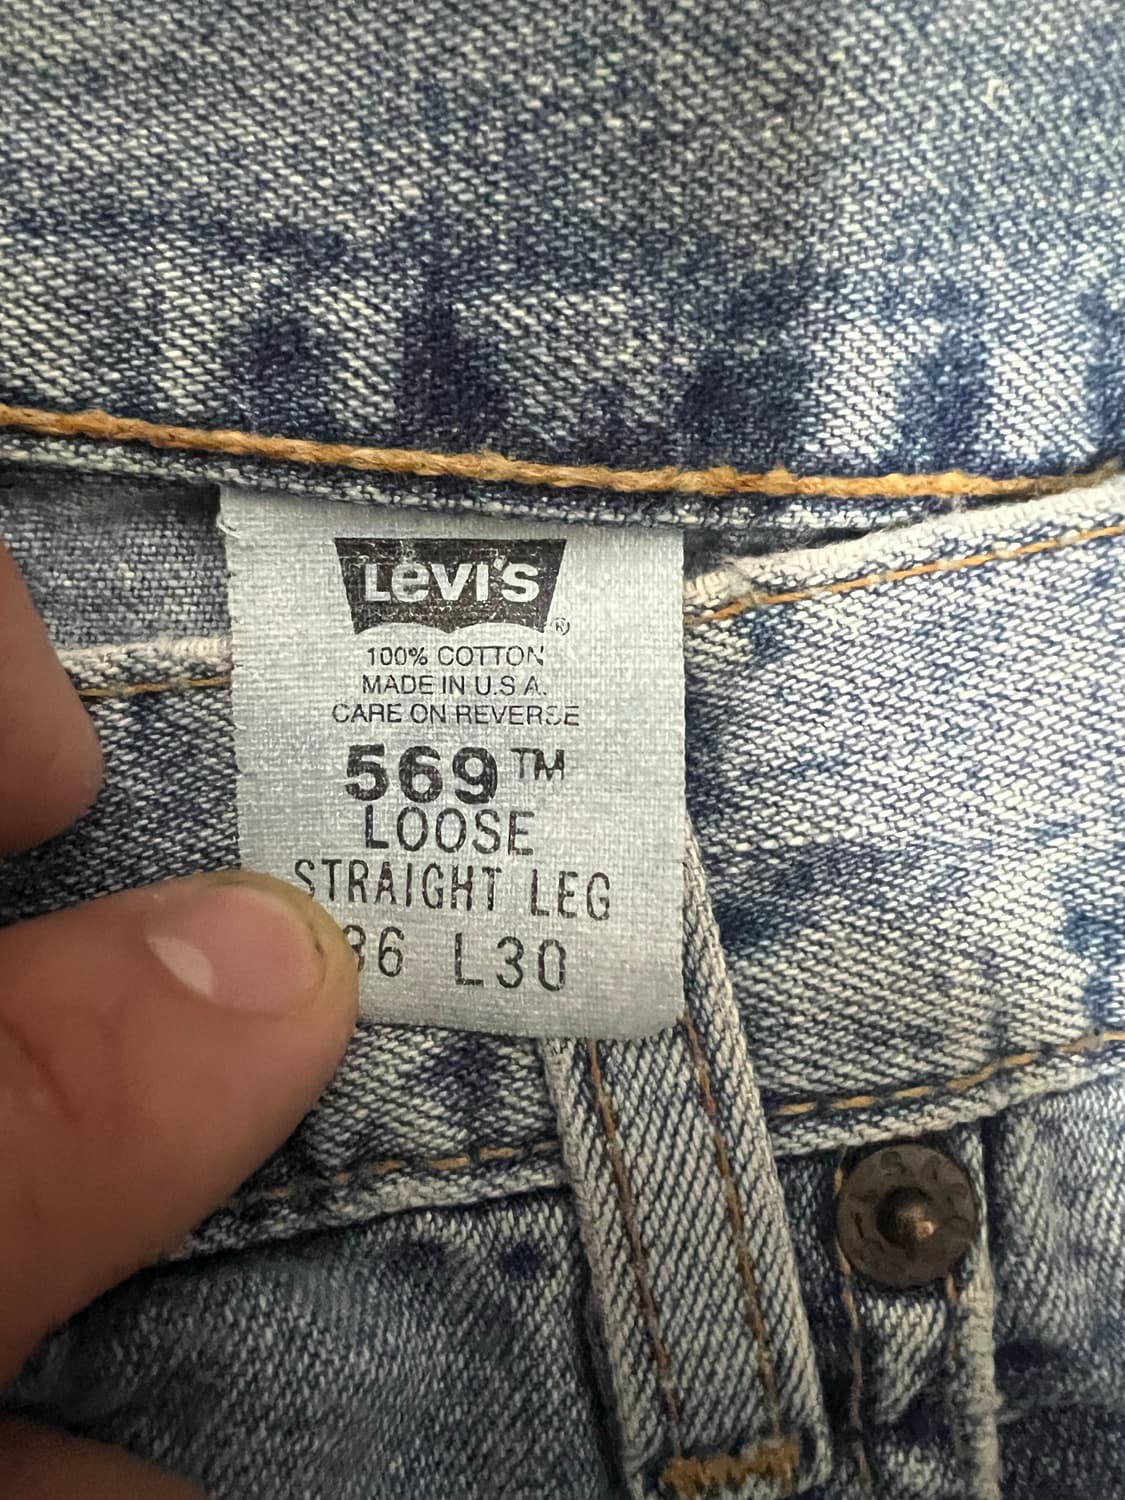 Levi's ®
100% COTTON
MADE IN U.S.A.
CARE ON REVERSE
569™
LOOSE
STRAIGHT LEG
36 L30